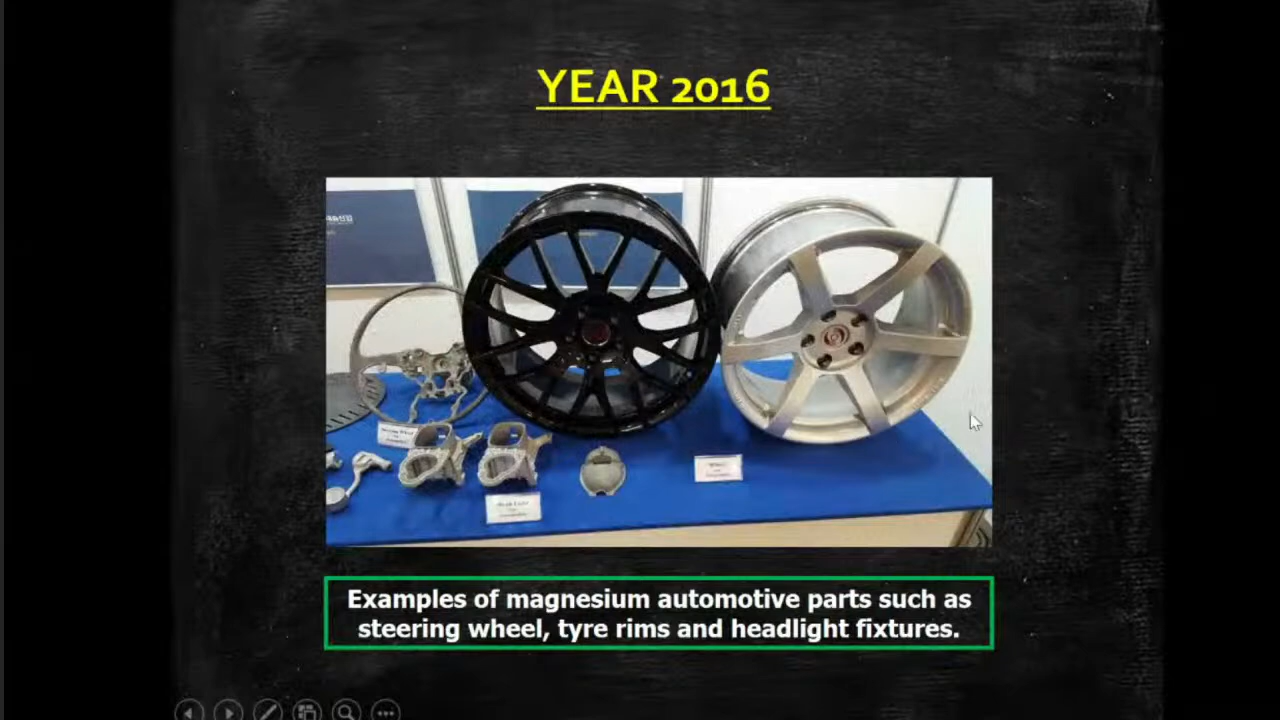 YEAR 2016
Examples of magnesium automotive parts such as
steering wheel, tyre rims and headlight fixtures.